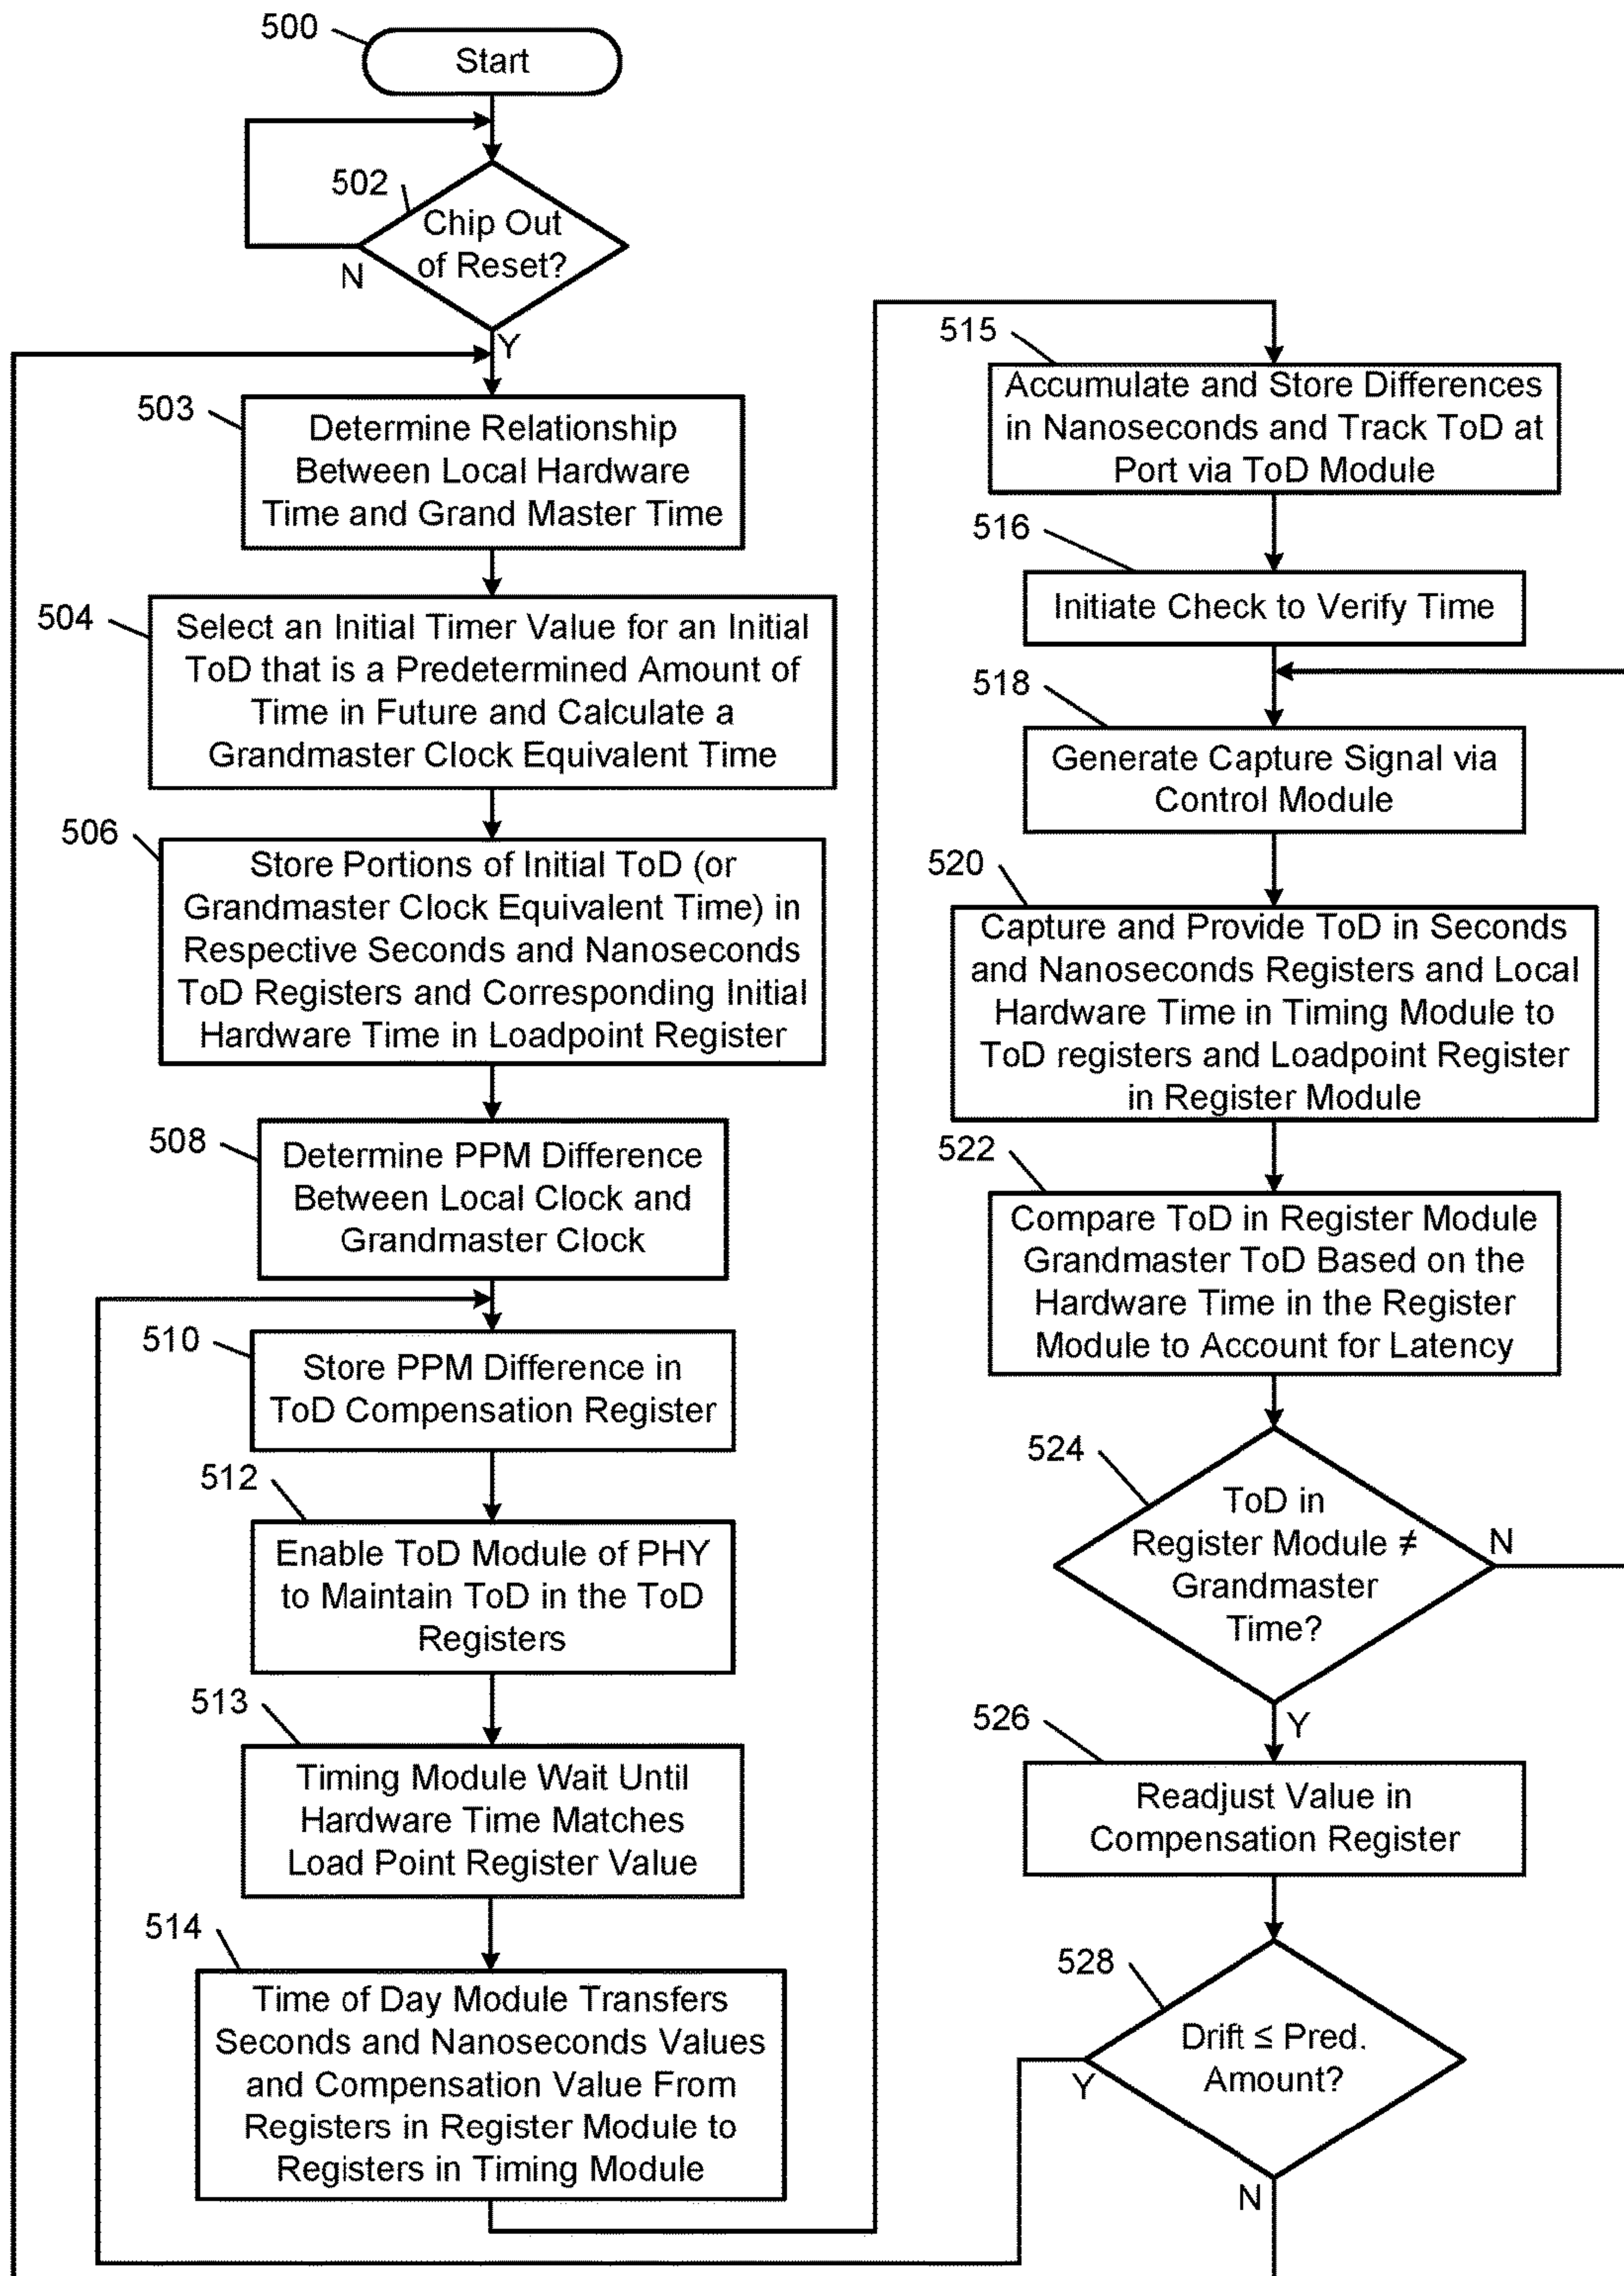 500
Start
502
Chip Out
of Reset?
N
Y
503
Determine Relationship
Between Local Hardware
Time and Grand Master Time
504
Select an Initial Timer Value for an Initial
ToD that is a Predetermined Amount of
Time in Future and Calculate a
Grandmaster Clock Equivalent Time
506
Store Portions of Initial ToD (or
Grandmaster Clock Equivalent Time) in
Respective Seconds and Nanoseconds
ToD Registers and Corresponding Initial
Hardware Time in Loadpoint Register
508
Determine PPM Difference
Between Local Clock and
Grandmaster Clock
510
Store PPM Difference in
ToD Compensation Register
512
Enable ToD Module of PHY
to Maintain ToD in the ToD
Registers
513
Timing Module Wait Until
Hardware Time Matches
Load Point Register Value
514
Time of Day Module Transfers
Seconds and Nanoseconds Values
and Compensation Value From
Registers in Register Module to
Registers in Timing Module
515
Accumulate and Store Differences
in Nanoseconds and Track ToD at
Port via ToD Module
516
Initiate Check to Verify Time
518
Generate Capture Signal via
Control Module
520
Capture and Provide ToD in Seconds
and Nanoseconds Registers and Local
Hardware Time in Timing Module to
ToD registers and Loadpoint Register
in Register Module
522
Compare ToD in Register Module
Grandmaster ToD Based on the
Hardware Time in the Register
Module to Account for Latency
524
ToD in
Register Module ≠
Grandmaster
Time?
N
Y
526
Readjust Value in
Compensation Register
528
Drift ≤ Pred.
Amount?
Y
N